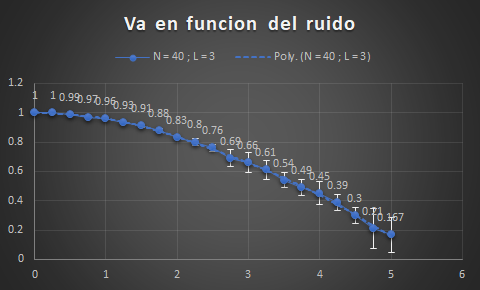 Va en funcion del ruido
N = 40 ; L = 3 Poly. (N = 40 ; L = 3)
1.2
1 1 0.99 0.97 0.96 0.93 0.91 0.88 0.83 0.8 0.76 0.69 0.66 0.61 0.54 0.49 0.45 0.39 0.3 0.167
1
0.8
0.6
0.4
0.2
0
0 1 2 3 4 5 6